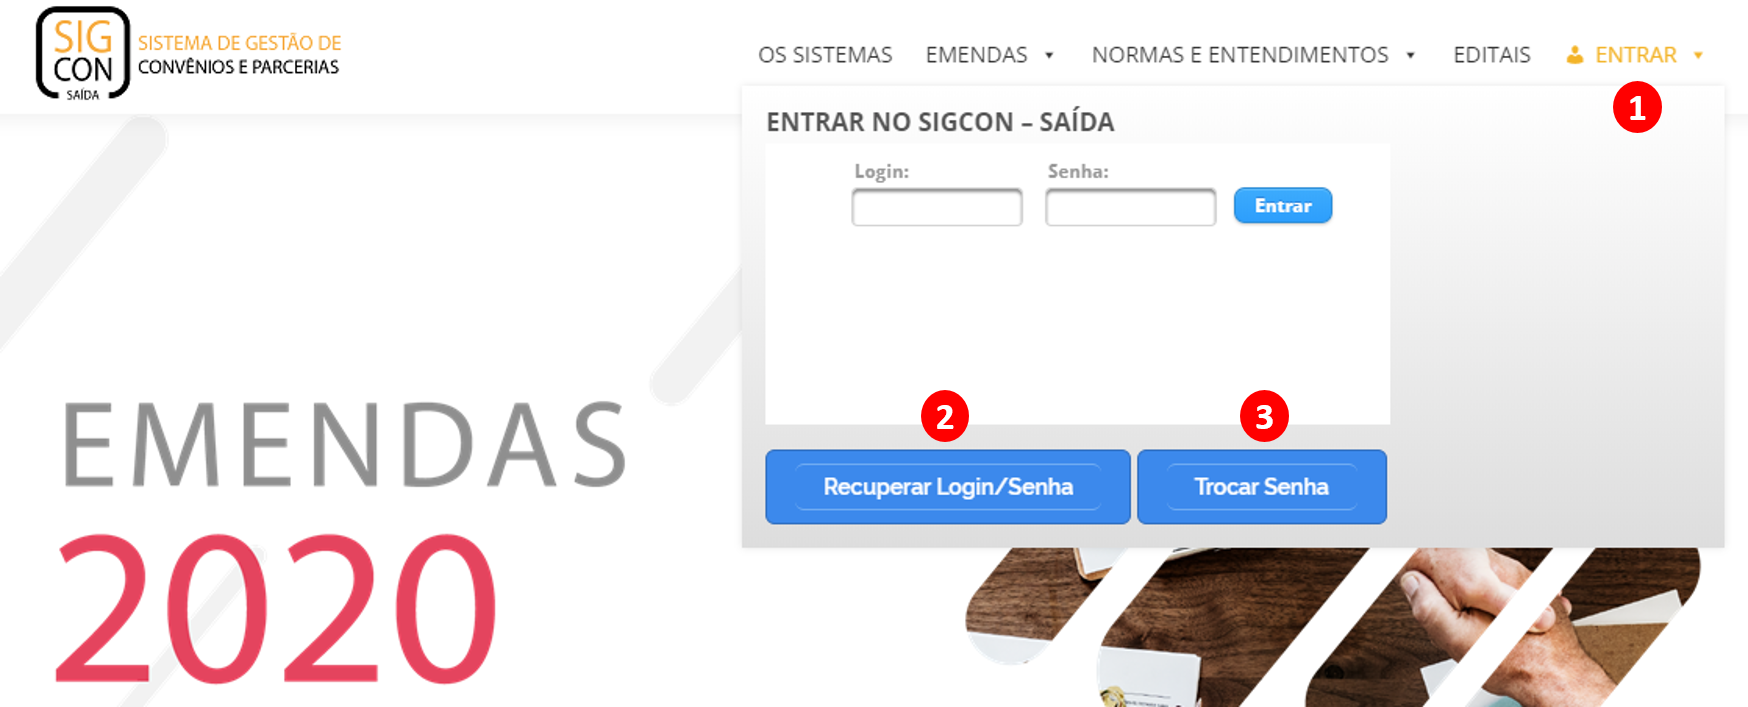 SIG
CON
SAÍDA
SISTEMA DE GESTÃO DE
CONVÊNIOS E PARCERIAS
OS SISTEMAS EMENDAS NORMAS E ENTENDIMENTOS EDITAIS ENTRAR
1
ENTRAR NO SIGCON – SAÍDA
Login: Senha:
Entrar
2 3
Recuperar Login/Senha Trocar Senha
EMENDAS
2020